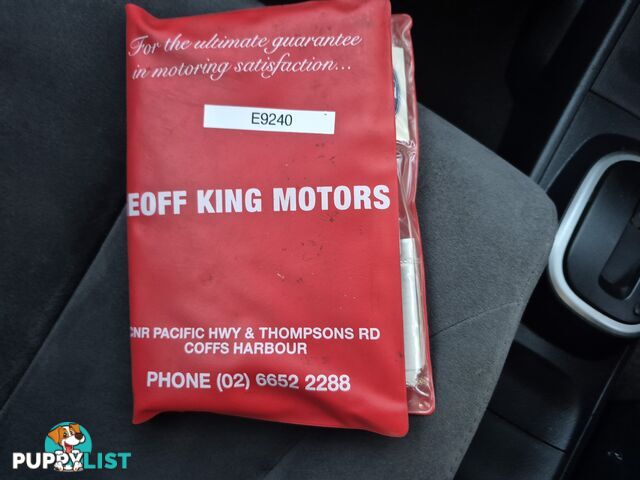 For the ultimate guarantee
in motoring satisfaction...
E9240
EOFF KING MOTORS
CNR PACIFIC HWY & THOMPSONS RD
COFFS HARBOUR
PHONE (02) 6652 2288
PUPPYLIST